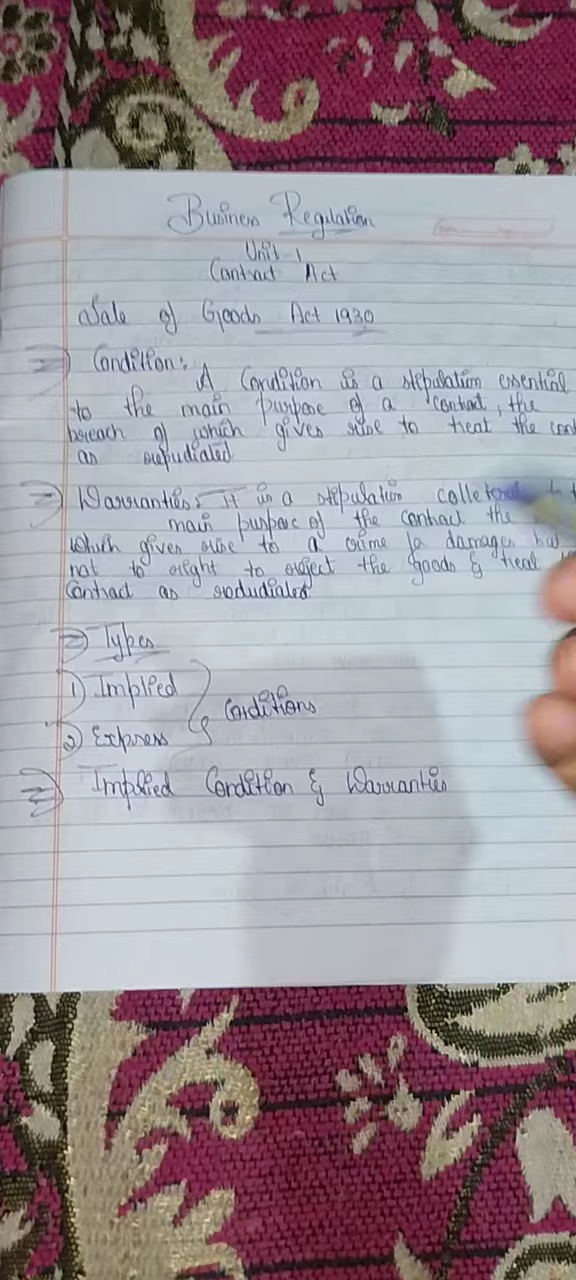 Business Regulation
Unit 1
Contract Act
Sale of Goods Act 1930
Condition:
A Condition is a stipulation essential
to the main purpose of a contract, the
breach of which gives rise to treat the
as repudiated
Warranties: It is a stipulation
main purpose of the contract the
which gives rise to a crime to damages but
not to right to reject the goods & treat
Contract as
Types
1) Implied
Conditions
2) Express
Implied Condition & Warranties